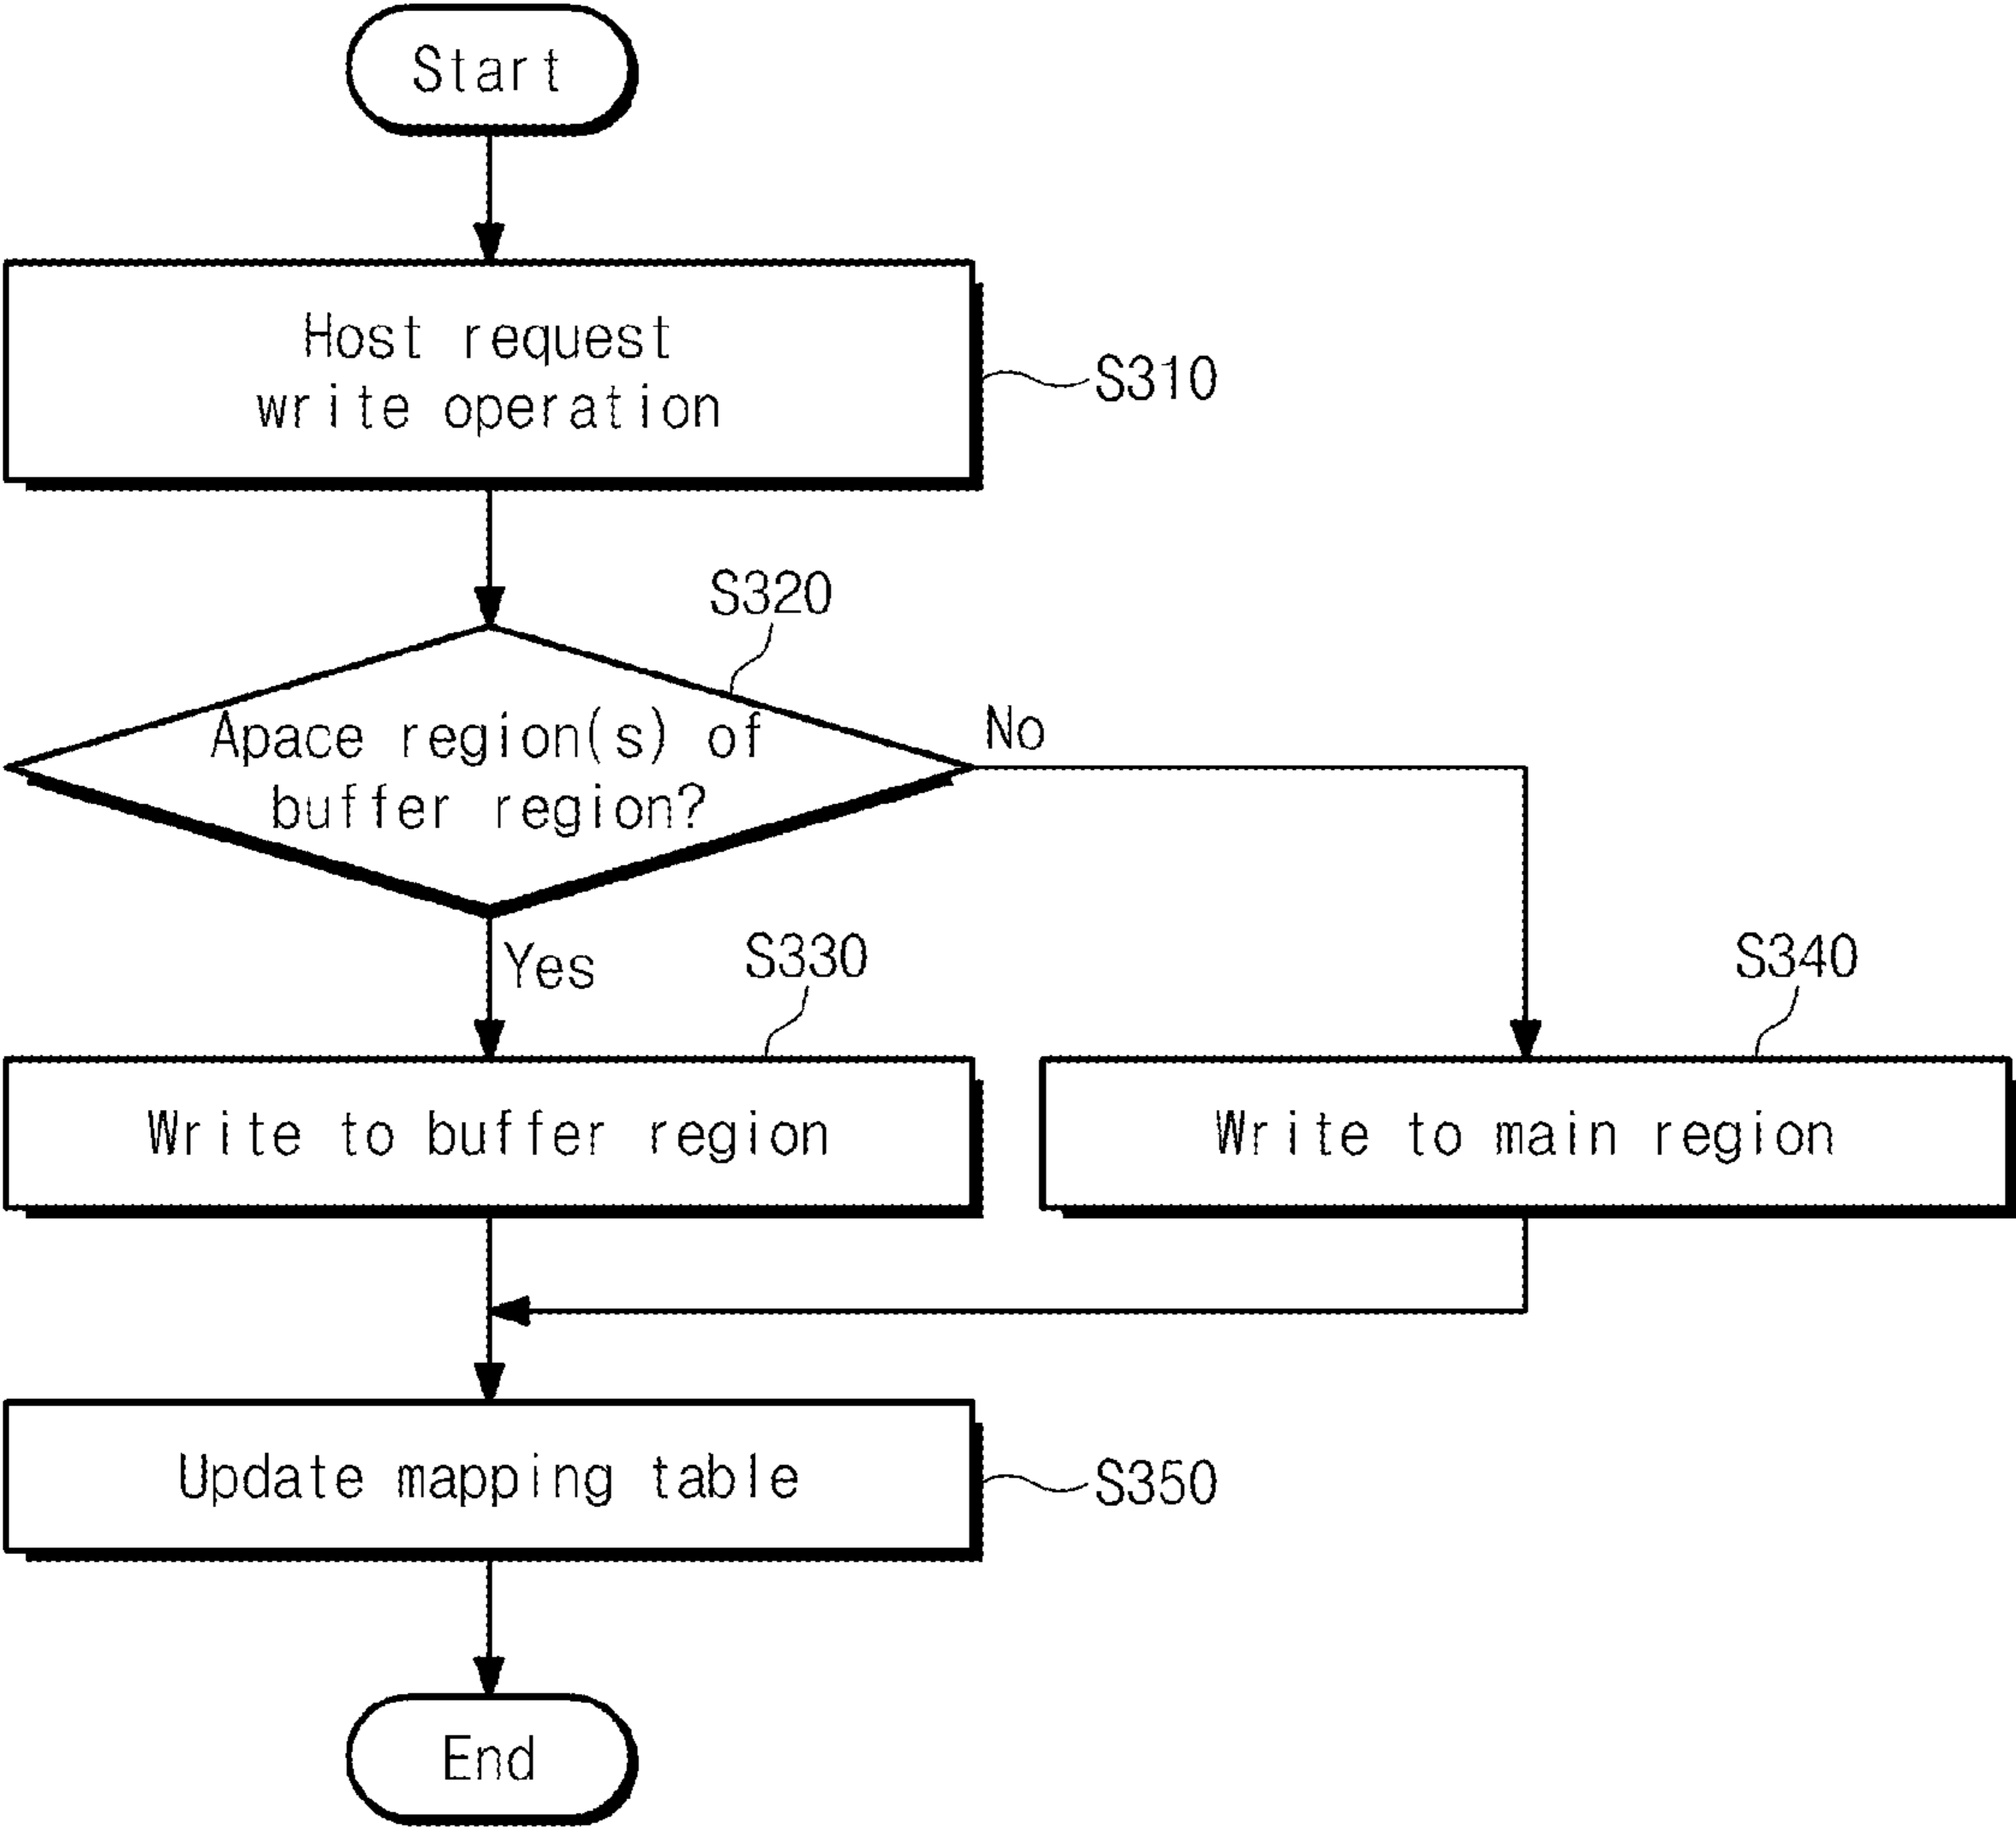 Start
Host request
write operation
S310
S320
Apace region(s) of
buffer region?
No
Yes
S330
S340
Write to buffer region
Write to main region
Update mapping table
S350
End